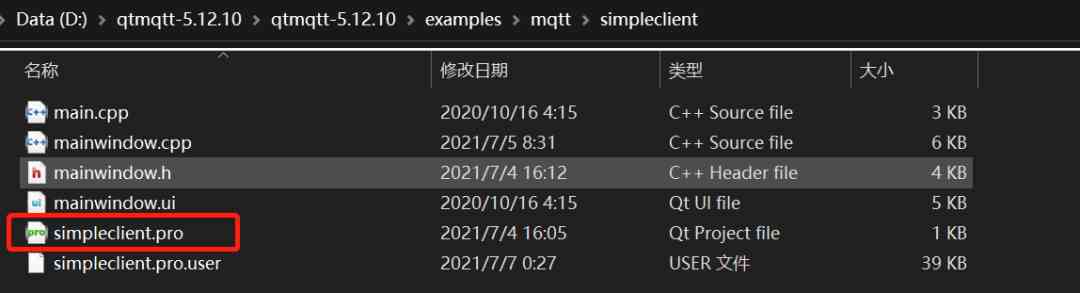 Data (D:) › qtmqtt-5.12.10 › qtmqtt-5.12.10 › examples › mqtt › simpleclient
名称 修改日期 类型 大小
main.cpp 2020/10/16 4:15 C++ Source file 3 KB
mainwindow.cpp 2021/7/5 8:31 C++ Source file 6 KB
mainwindow.h 2021/7/4 16:12 C++ Header file 4 KB
mainwindow.ui 2020/10/16 4:15 Qt UI file 5 KB
simpleclient.pro 2021/7/4 16:05 Qt Project file 1 KB
simpleclient.pro.user 2021/7/7 0:27 USER 文件 39 KB